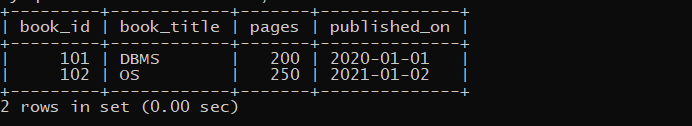 +---------+------------+-------+--------------+
| book_id | book_title | pages | published_on |
+---------+------------+-------+--------------+
|     101 | DBMS       |   200 | 2020-01-01   |
|     102 | OS         |   250 | 2021-01-02   |
+---------+------------+-------+--------------+
2 rows in set (0.00 sec)